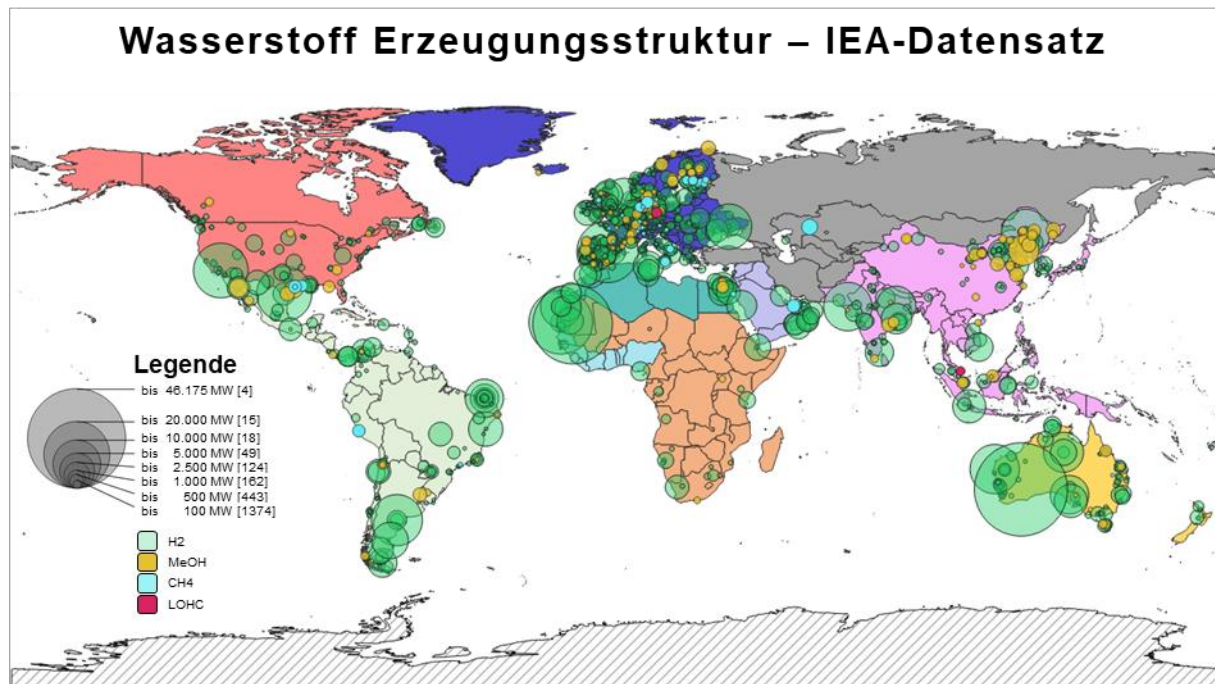 Wasserstoff Erzeugungsstruktur – IEA-Datensatz
Legende
bis 46.175 MW [4]
bis 20.000 MW [15]
bis 10.000 MW [18]
bis 5.000 MW [49]
bis 2.500 MW [124]
bis 1.000 MW [162]
bis 500 MW [443]
bis 100 MW [1374]
H2
MeOH
CH4
LOHC